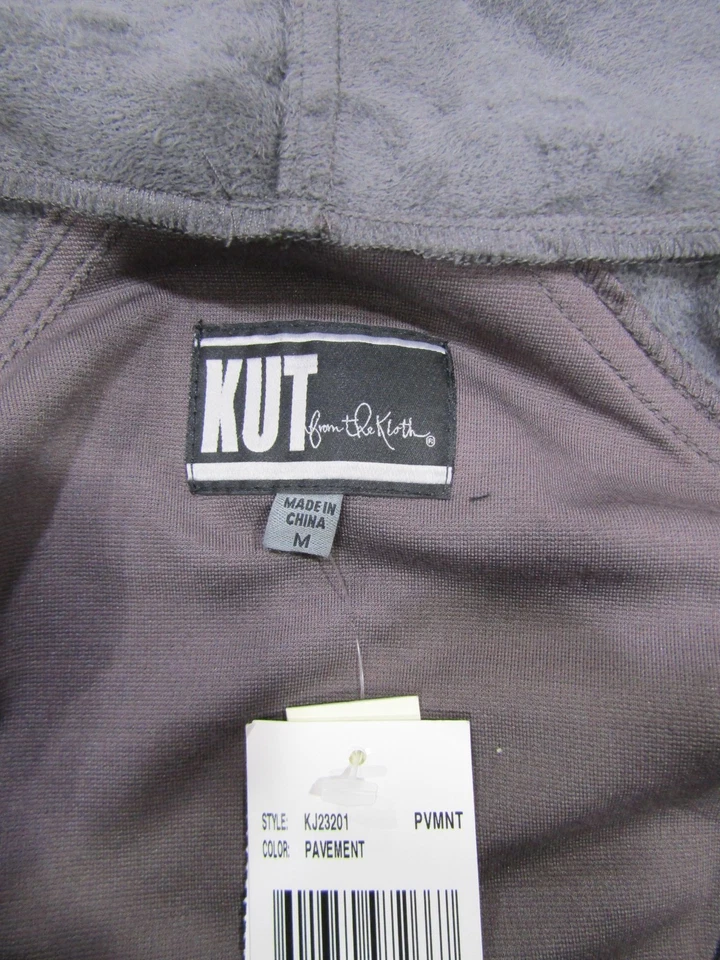 KUT from the Kloth ®
MADE IN
CHINA
M
STYLE: KJ23201 PVMNT
COLOR: PAVEMENT